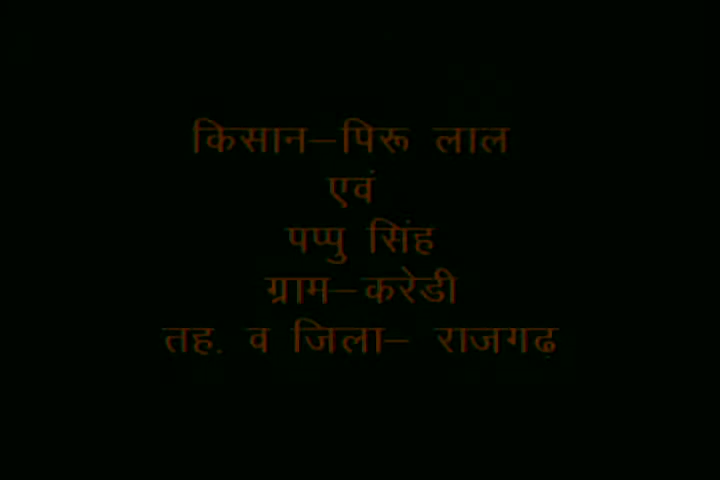 किसान–पिरू लाल
एवं
पप्पु सिंह
ग्राम–करेडी
तह. व जिला– राजगढ़